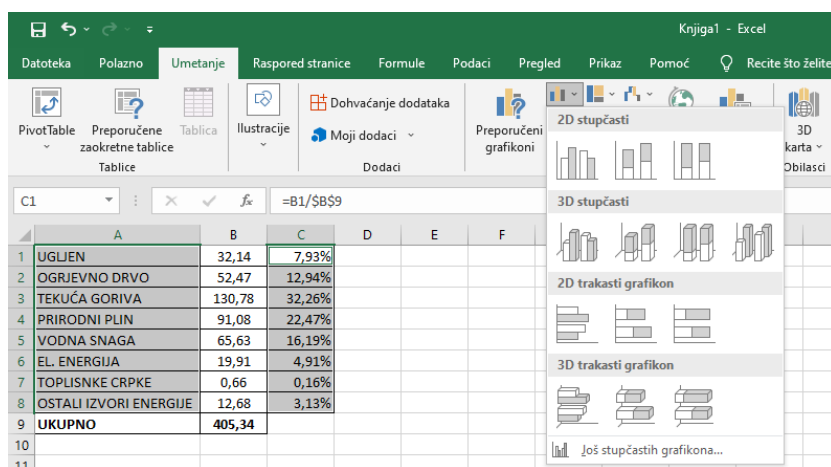 Knjiga1 - Excel
Datoteka Polazno Umetanje Raspored stranice Formule Podaci Pregled Prikaz Pomoć Recite što želite
PivotTable Preporučene zaokretne tablice Tablica Ilustracije
Dohvaćanje dodataka
Moji dodaci
Preporučeni grafikoni
3D karta
Tablice Dodaci Obilasci
C1 fx =B1/$B$9
A B C D E F
1 UGLJEN 32,14 7,93%
2 OGRJEVNO DRVO 52,47 12,94%
3 TEKUĆA GORIVA 130,78 32,26%
4 PRIRODNI PLIN 91,08 22,47%
5 VODNA SNAGA 65,63 16,19%
6 EL. ENERGIJA 19,91 4,91%
7 TOPLISNKE CRPKE 0,66 0,16%
8 OSTALI IZVORI ENERGIJE 12,68 3,13%
9 UKUPNO 405,34
10
11
2D stupčasti
3D stupčasti
2D trakasti grafikon
3D trakasti grafikon
Još stupčastih grafikona...